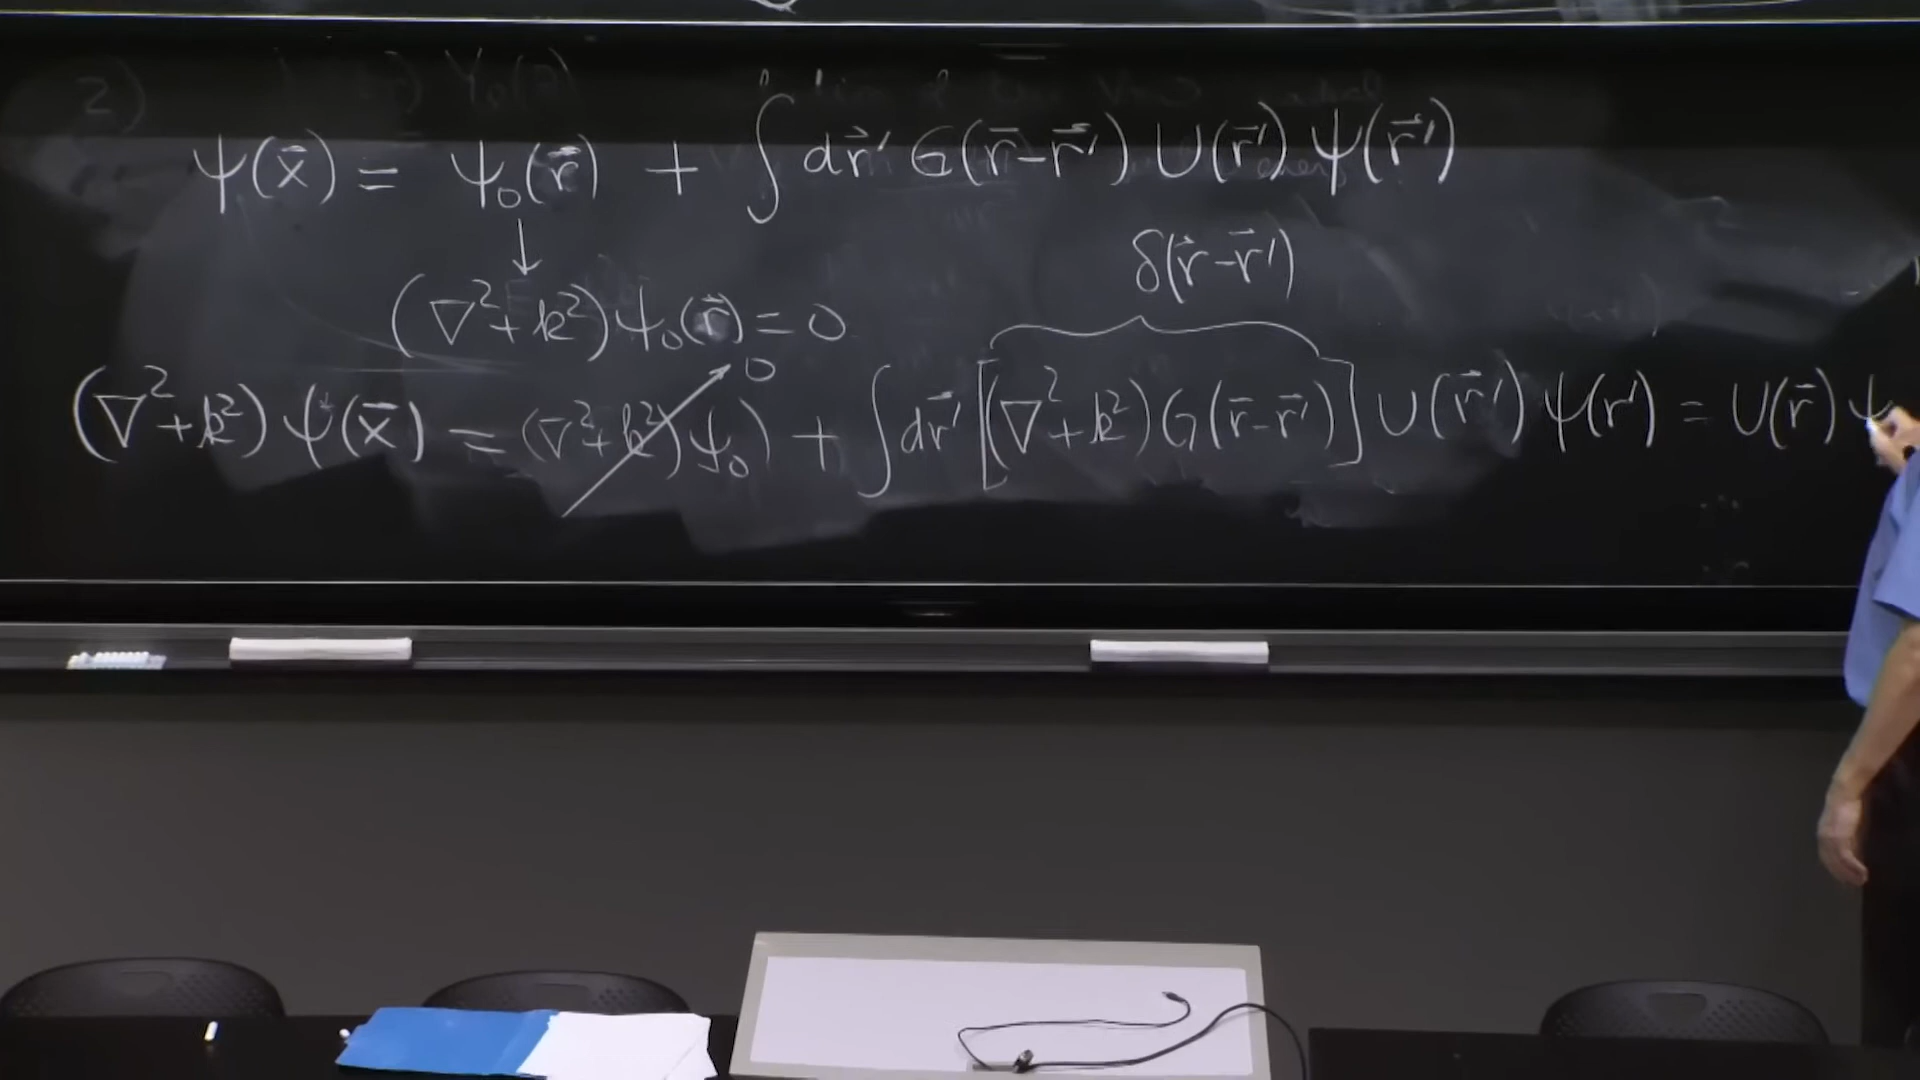 ψ(x⃗) = ψ₀(r⃗) + ∫ dr⃗' G(r⃗-r⃗') U(r⃗') ψ(r⃗')
↓
δ(r⃗-r⃗')
(∇²+k²)ψ₀(r⃗)=0
0
(∇²+k²) ψ(x⃗) = (∇²+k²)ψ₀) + ∫ dr⃗' [(∇²+k²) G(r⃗-r⃗')] U(r⃗') ψ(r') = U(r⃗) ψ